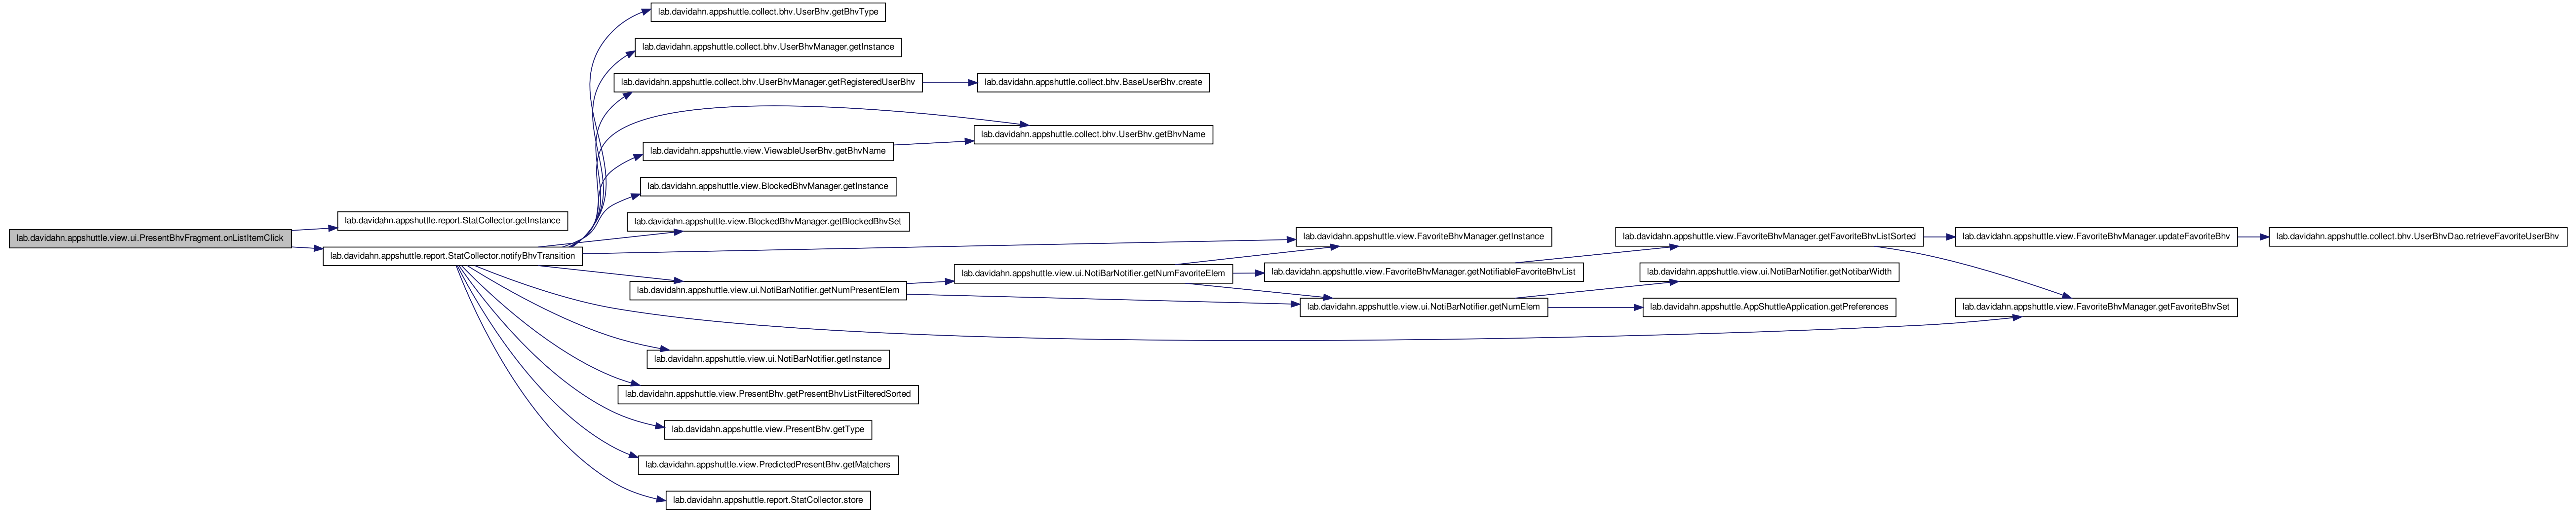 lab.davidahn.appshuttle.collect.bhv.UserBhv.getBhvType
lab.davidahn.appshuttle.collect.bhv.UserBhvManager.getInstance
lab.davidahn.appshuttle.collect.bhv.UserBhvManager.getRegisteredUserBhv
lab.davidahn.appshuttle.collect.bhv.BaseUserBhv.create
lab.davidahn.appshuttle.collect.bhv.UserBhv.getBhvName
lab.davidahn.appshuttle.view.ViewableUserBhv.getBhvName
lab.davidahn.appshuttle.view.BlockedBhvManager.getInstance
lab.davidahn.appshuttle.report.StatCollector.getInstance
lab.davidahn.appshuttle.view.BlockedBhvManager.getBlockedBhvSet
lab.davidahn.appshuttle.view.ui.PresentBhvFragment.onListItemClick
lab.davidahn.appshuttle.view.FavoriteBhvManager.getInstance
lab.davidahn.appshuttle.view.FavoriteBhvManager.getFavoriteBhvListSorted
lab.davidahn.appshuttle.view.FavoriteBhvManager.updateFavoriteBhv
lab.davidahn.appshuttle.collect.bhv.UserBhvDao.retrieveFavoriteUserBhv
lab.davidahn.appshuttle.report.StatCollector.notifyBhvTransition
lab.davidahn.appshuttle.view.ui.NotiBarNotifier.getNumFavoriteElem
lab.davidahn.appshuttle.view.FavoriteBhvManager.getNotifiableFavoriteBhvList
lab.davidahn.appshuttle.view.ui.NotiBarNotifier.getNotibarWidth
lab.davidahn.appshuttle.view.ui.NotiBarNotifier.getNumPresentElem
lab.davidahn.appshuttle.view.ui.NotiBarNotifier.getNumElem
lab.davidahn.appshuttle.AppShuttleApplication.getPreferences
lab.davidahn.appshuttle.view.FavoriteBhvManager.getFavoriteBhvSet
lab.davidahn.appshuttle.view.ui.NotiBarNotifier.getInstance
lab.davidahn.appshuttle.view.PresentBhv.getPresentBhvListFilteredSorted
lab.davidahn.appshuttle.view.PresentBhv.getType
lab.davidahn.appshuttle.view.PredictedPresentBhv.getMatchers
lab.davidahn.appshuttle.report.StatCollector.store